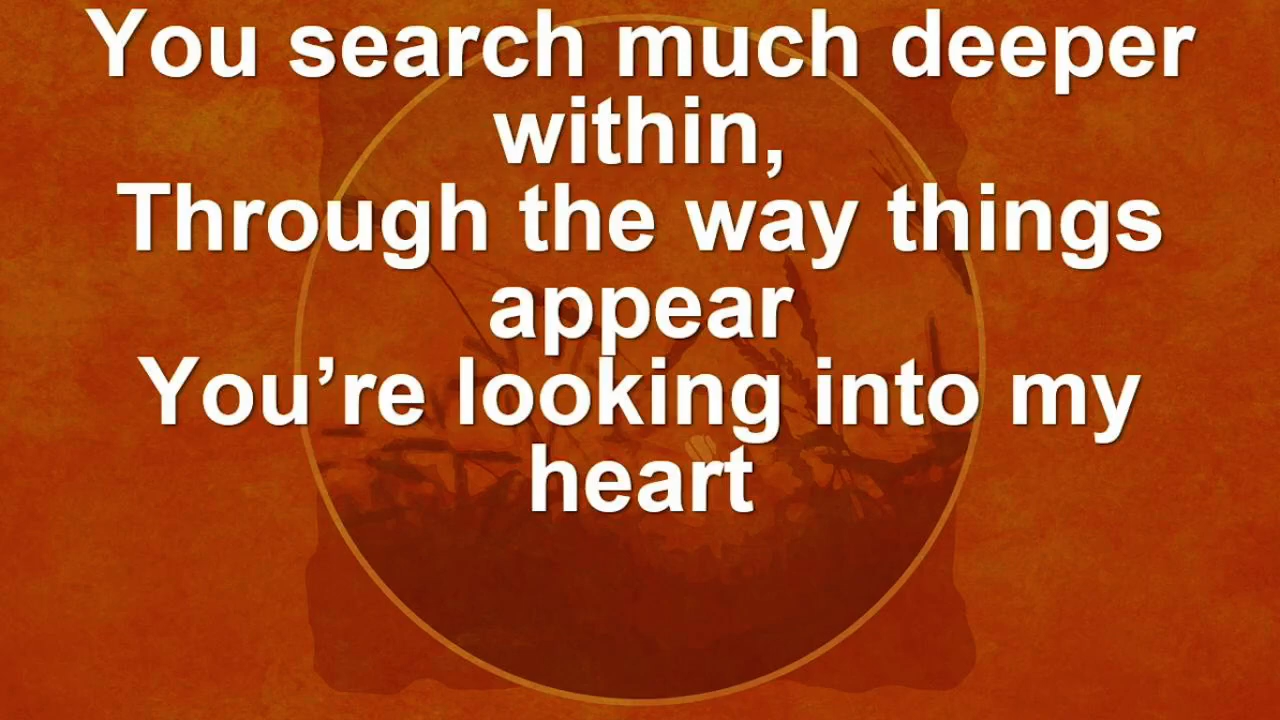 You search much deeper
within,
Through the way things
appear
You’re looking into my
heart